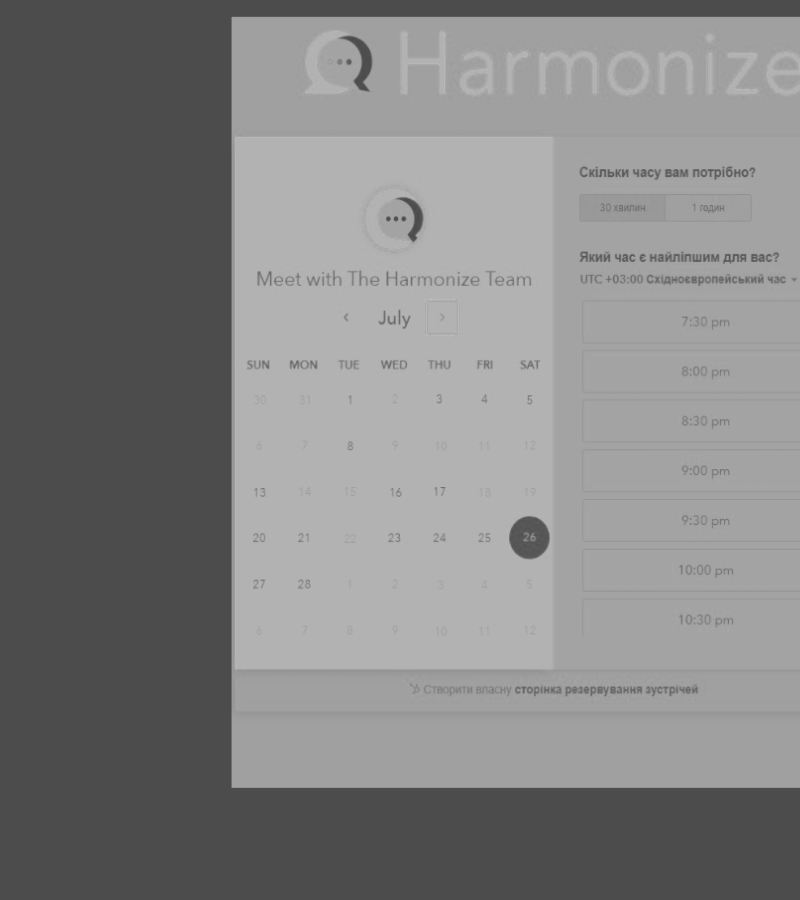 Harmonize
Meet with The Harmonize Team
July
SUN MON TUE WED THU FRI SAT
30 31 1 2 3 4 5
6 7 8 9 10 11 12
13 14 15 16 17 18 19
20 21 22 23 24 25 26
27 28 1 2 3 4 5
6 7 8 9 10 11 12
Скільки часу вам потрібно?
30 хвилин 1 годин
Який час є найліпшим для вас?
UTC +03:00 Східноєвропейський час
7:30 pm
8:00 pm
8:30 pm
9:00 pm
9:30 pm
10:00 pm
10:30 pm
Створити власну сторінка резервування зустрічей